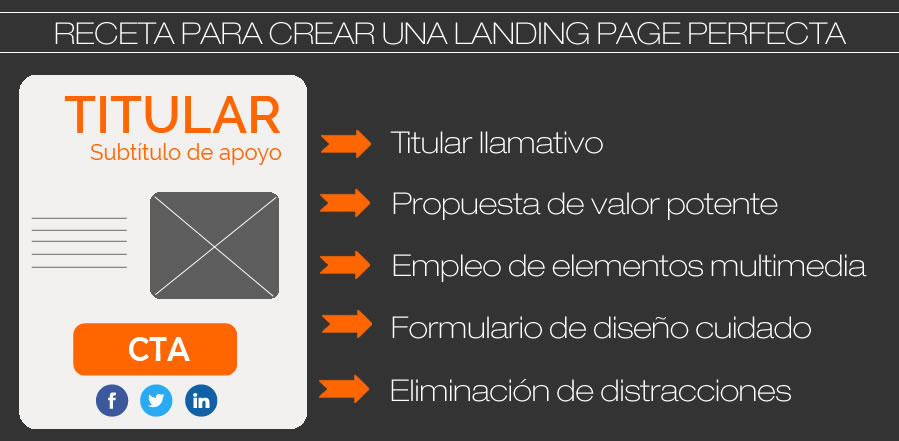 RECETA PARA CREAR UNA LANDING PAGE PERFECTA
TITULAR
Subtítulo de apoyo
CTA
f
in
Titular llamativo
Propuesta de valor potente
Empleo de elementos multimedia
Formulario de diseño cuidado
Eliminación de distracciones